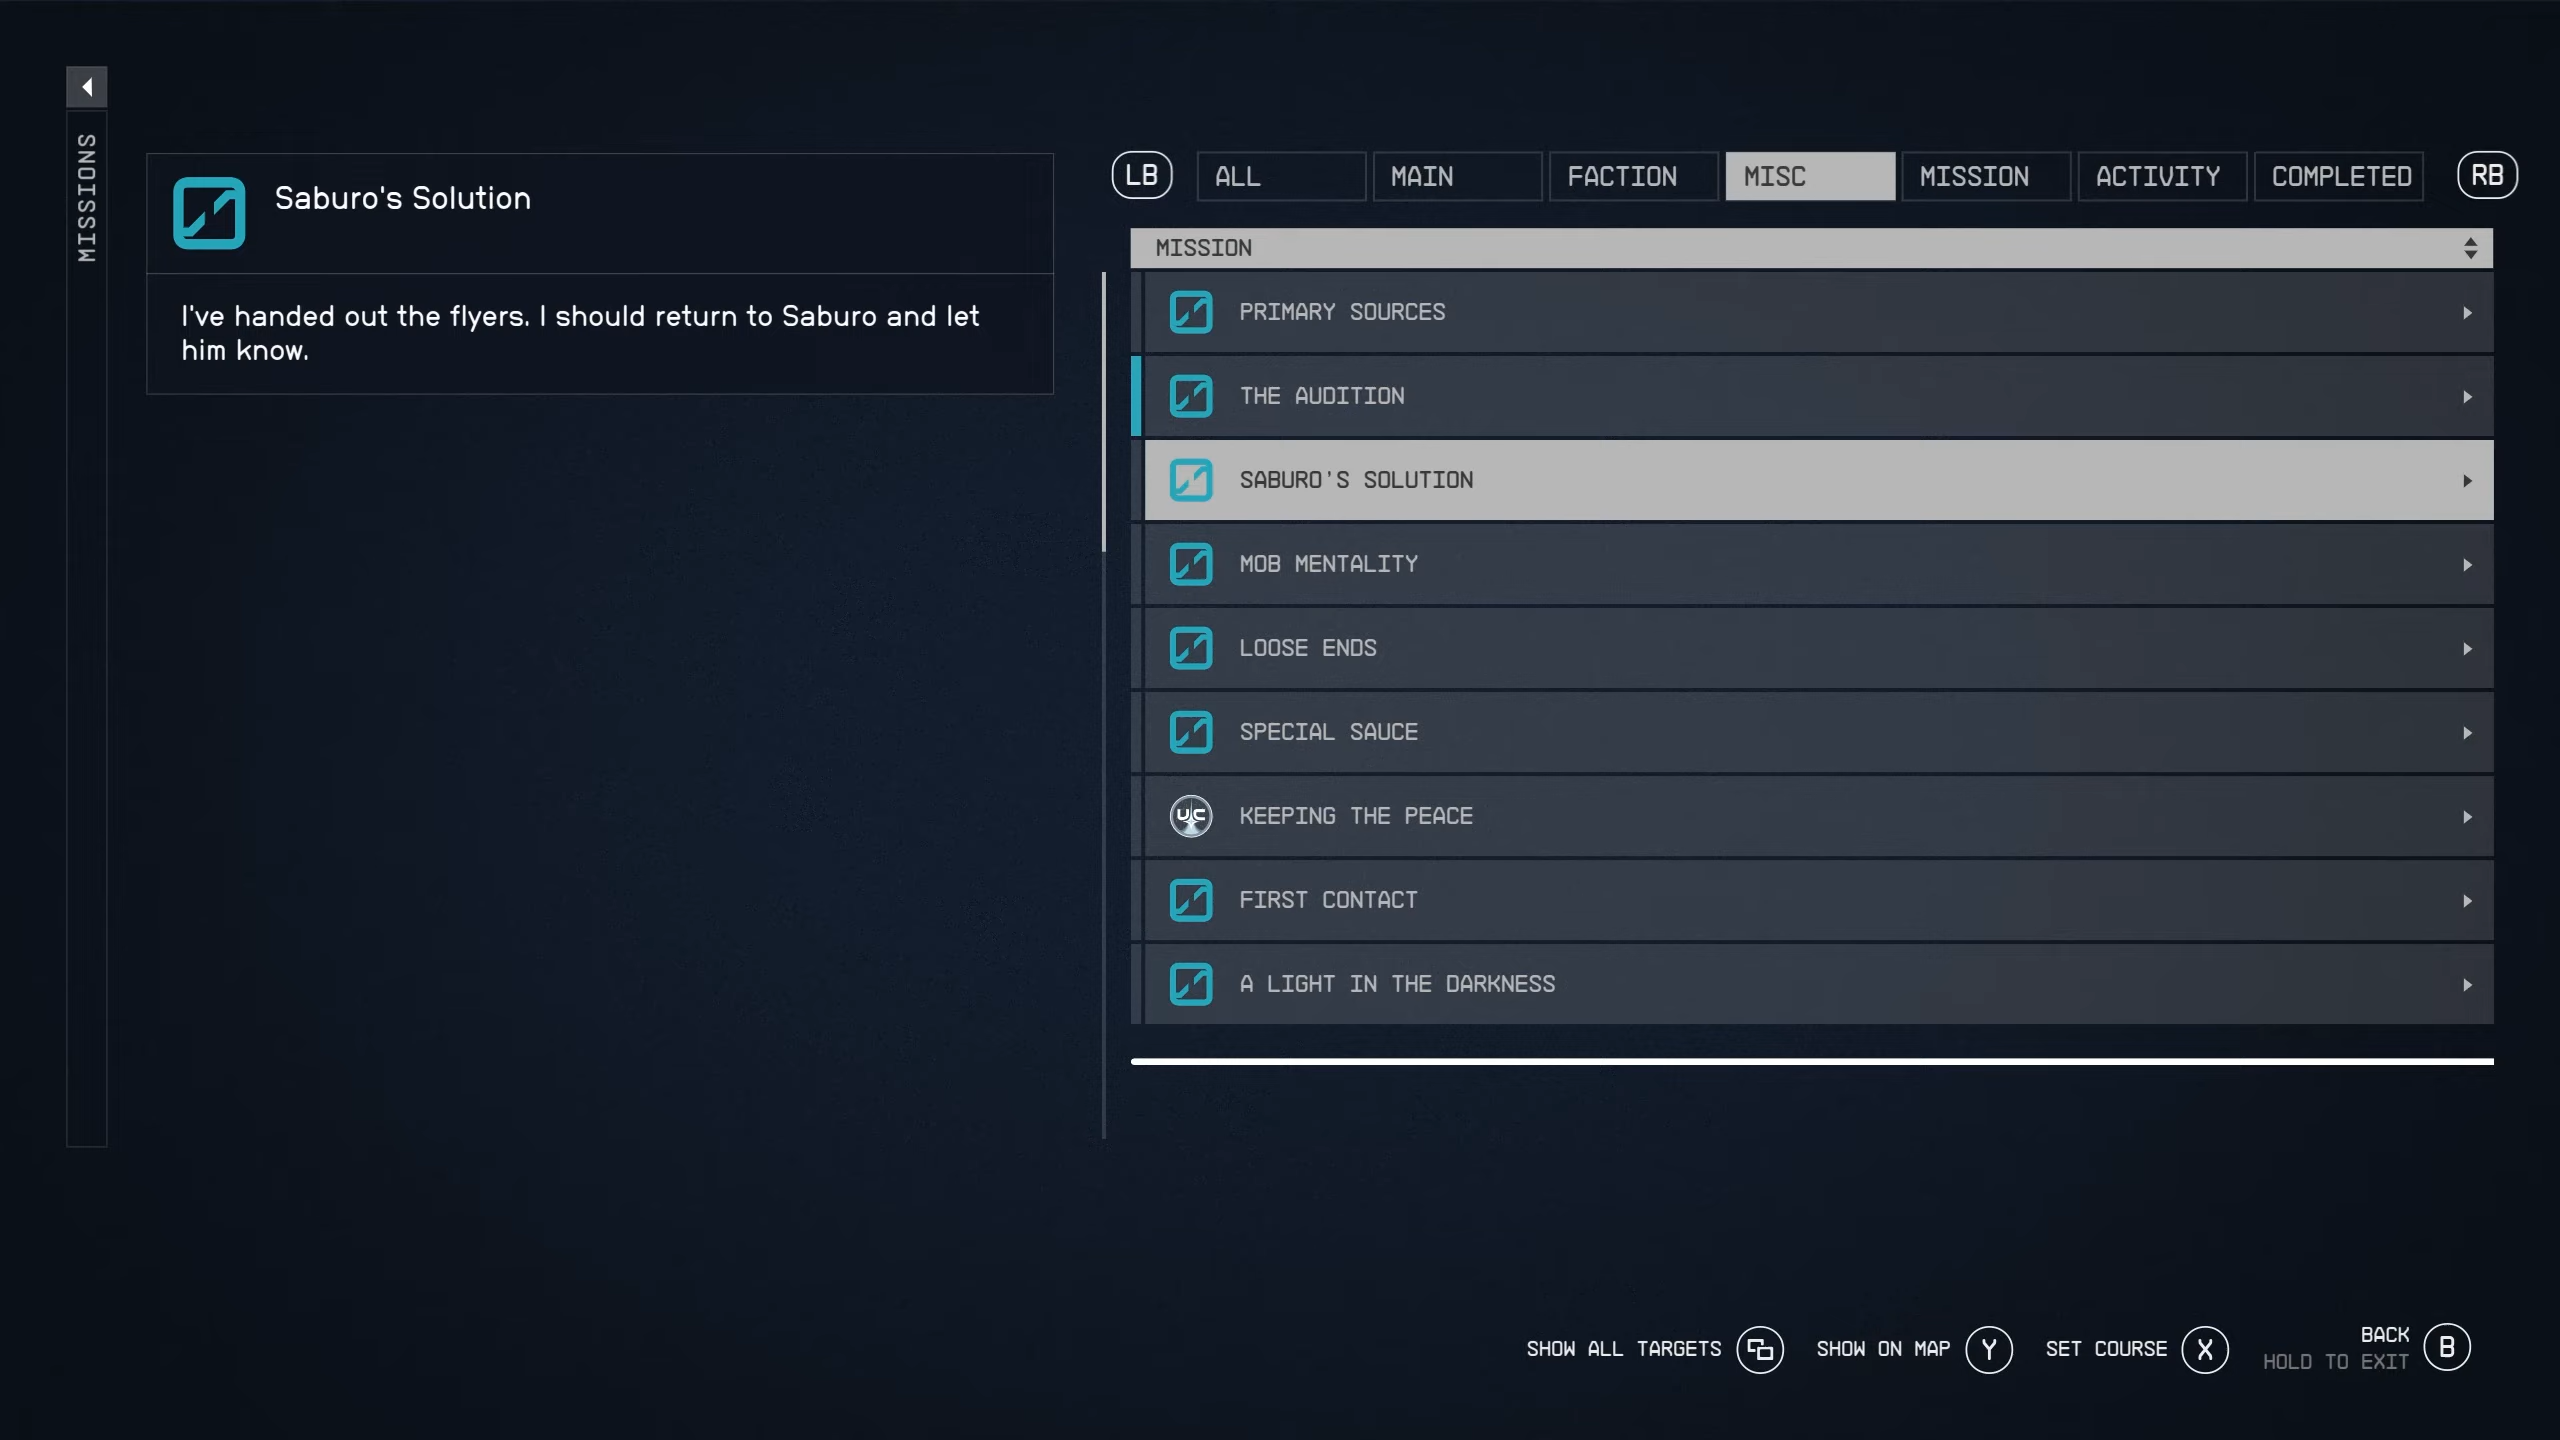 MISSIONS
Saburo's Solution
I've handed out the flyers. I should return to Saburo and let
him know.
LB ALL MAIN FACTION MISC MISSION ACTIVITY COMPLETED RB
MISSION
PRIMARY SOURCES
THE AUDITION
SABURO'S SOLUTION
MOB MENTALITY
LOOSE ENDS
SPECIAL SAUCE
UC KEEPING THE PEACE
FIRST CONTACT
A LIGHT IN THE DARKNESS
SHOW ALL TARGETS SHOW ON MAP Y SET COURSE X BACK B
HOLD TO EXIT